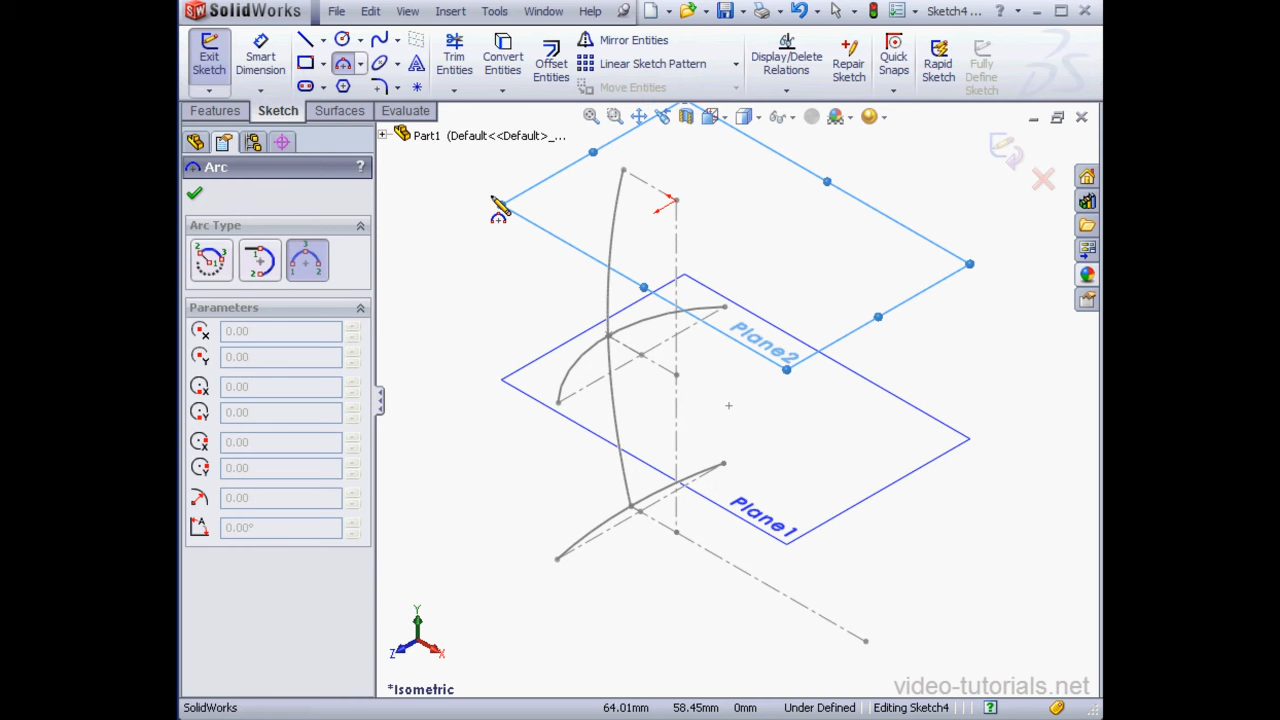 SW SolidWorks File Edit View Insert Tools Window Help Sketch4 ... ?
Exit Sketch
Smart Dimension
Trim Entities
Convert Entities
Offset Entities
Mirror Entities
Linear Sketch Pattern
Move Entities
Display/Delete Relations
Repair Sketch
Quick Snaps
Rapid Sketch
Fully Define Sketch
Features Sketch Surfaces Evaluate
Part1 (Default<<Default>_...
Arc ?
Arc Type
Parameters
0.00
0.00
0.00
0.00
0.00
0.00
0.00
0.00°
Plane2
Plane1
Y
Z X
*Isometric
video-tutorials.net
SolidWorks 64.01mm 58.45mm 0mm Under Defined Editing Sketch4 ?